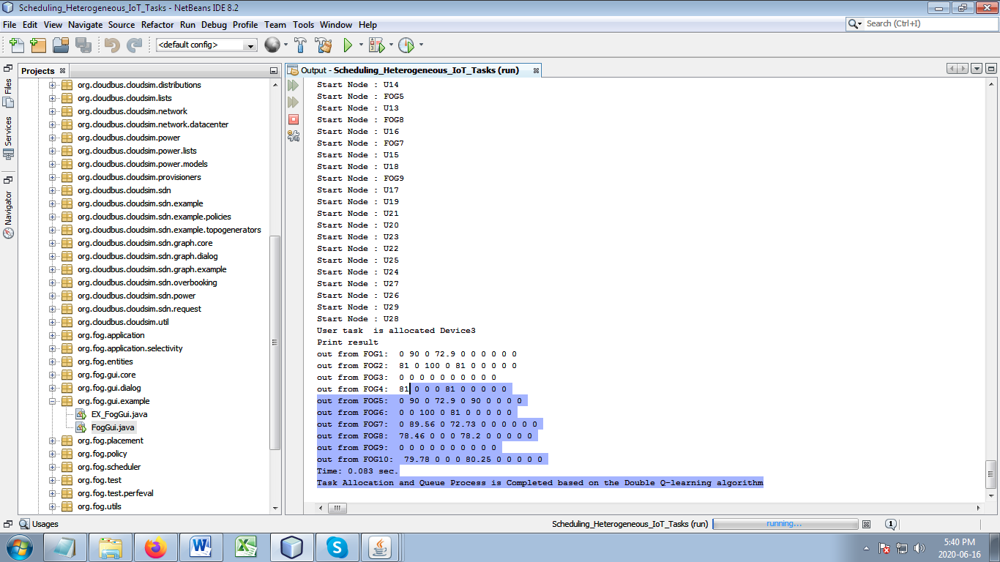 Scheduling_Heterogeneous_IoT_Tasks - NetBeans IDE 8.2
File Edit View Navigate Source Refactor Run Debug Profile Team Tools Window Help
Search (Ctrl+I)
<default config>
Files
Services
Navigator
Projects
org.cloudbus.cloudsim.distributions
org.cloudbus.cloudsim.lists
org.cloudbus.cloudsim.network
org.cloudbus.cloudsim.network.datacenter
org.cloudbus.cloudsim.power
org.cloudbus.cloudsim.power.lists
org.cloudbus.cloudsim.power.models
org.cloudbus.cloudsim.provisioners
org.cloudbus.cloudsim.sdn
org.cloudbus.cloudsim.sdn.example
org.cloudbus.cloudsim.sdn.example.policies
org.cloudbus.cloudsim.sdn.example.topogenerators
org.cloudbus.cloudsim.sdn.graph.core
org.cloudbus.cloudsim.sdn.graph.dialog
org.cloudbus.cloudsim.sdn.graph.example
org.cloudbus.cloudsim.sdn.overbooking
org.cloudbus.cloudsim.sdn.power
org.cloudbus.cloudsim.sdn.request
org.cloudbus.cloudsim.util
org.fog.application
org.fog.application.selectivity
org.fog.entities
org.fog.gui.core
org.fog.gui.dialog
org.fog.gui.example
EX_FogGui.java
FogGui.java
org.fog.placement
org.fog.policy
org.fog.scheduler
org.fog.test
org.fog.test.perfeval
org.fog.utils
Output - Scheduling_Heterogeneous_IoT_Tasks (run)
Start Node : U14
Start Node : FOG5
Start Node : U13
Start Node : FOG8
Start Node : U16
Start Node : FOG7
Start Node : U15
Start Node : U18
Start Node : FOG9
Start Node : U17
Start Node : U19
Start Node : U21
Start Node : U20
Start Node : U23
Start Node : U22
Start Node : U25
Start Node : U24
Start Node : U27
Start Node : U26
Start Node : U29
Start Node : U28
User task  is allocated Device3
Print result
out from FOG1:  0 90 0 72.9 0 0 0 0 0 0
out from FOG2:  81 0 100 0 81 0 0 0 0 0
out from FOG3:  0 0 0 0 0 0 0 0 0 0
out from FOG4:  81 0 0 0 81 0 0 0 0 0
out from FOG5:  0 90 0 72.9 0 90 0 0 0 0
out from FOG6:  0 0 100 0 81 0 0 0 0 0
out from FOG7:  0 89.56 0 72.73 0 0 0 0 0 0
out from FOG8:  78.46 0 0 0 78.2 0 0 0 0 0
out from FOG9:  0 0 0 0 0 0 0 0 0 0
out from FOG10:  79.78 0 0 0 80.25 0 0 0 0 0
Time: 0.083 sec.
Task Allocation and Queue Process is Completed based on the Double Q-learning algorithm
Usages
Scheduling_Heterogeneous_IoT_Tasks (run)
running...
1
5:40 PM
2020-06-16